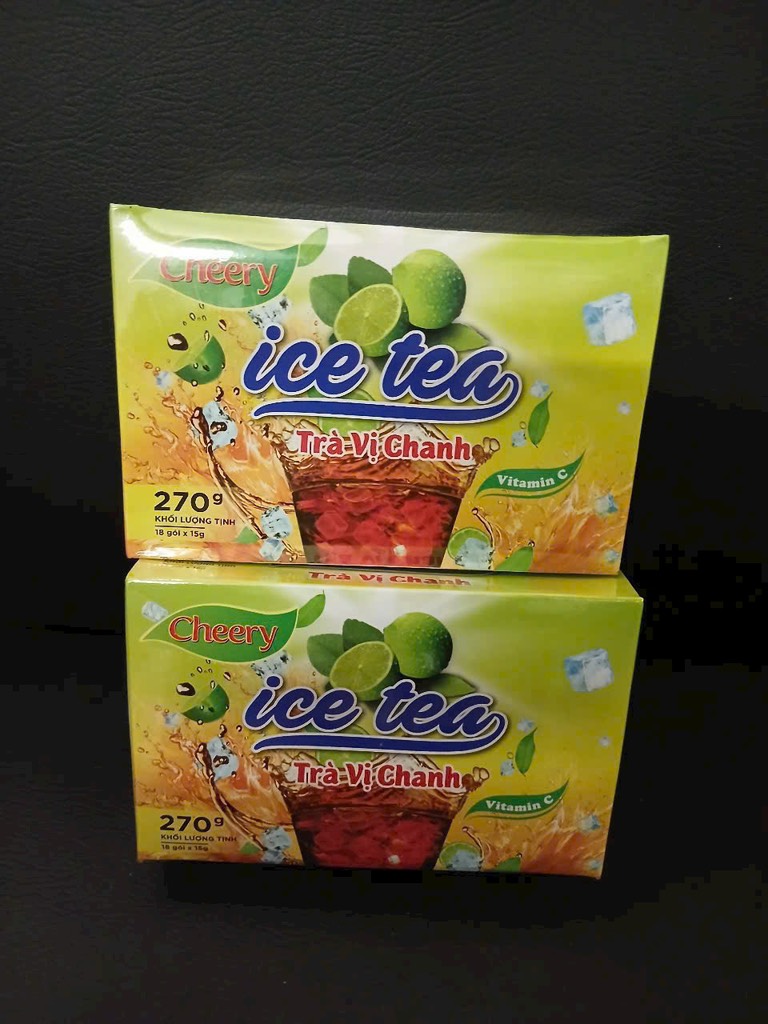 Cheery
ice tea
Trà Vị Chanh
Vitamin C
270g
KHỐI LƯỢNG TỊNH
18 gói x 15g
Trà Vị Chanh
Cheery
ice tea
Trà Vị Chanh
Vitamin C
270g
KHỐI LƯỢNG TỊNH
18 gói x 15g